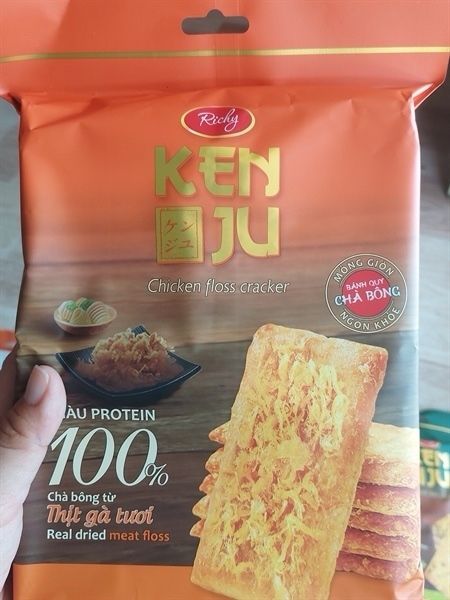 Richy
KEN
ケン
ジユ
JU
Chicken floss cracker
MỎNG GIÒN
BÁNH QUY
CHÀ BÔNG
NGON KHỎE
GIÀU PROTEIN
100%
Chà bông từ
Thịt gà tươi
Real dried meat floss